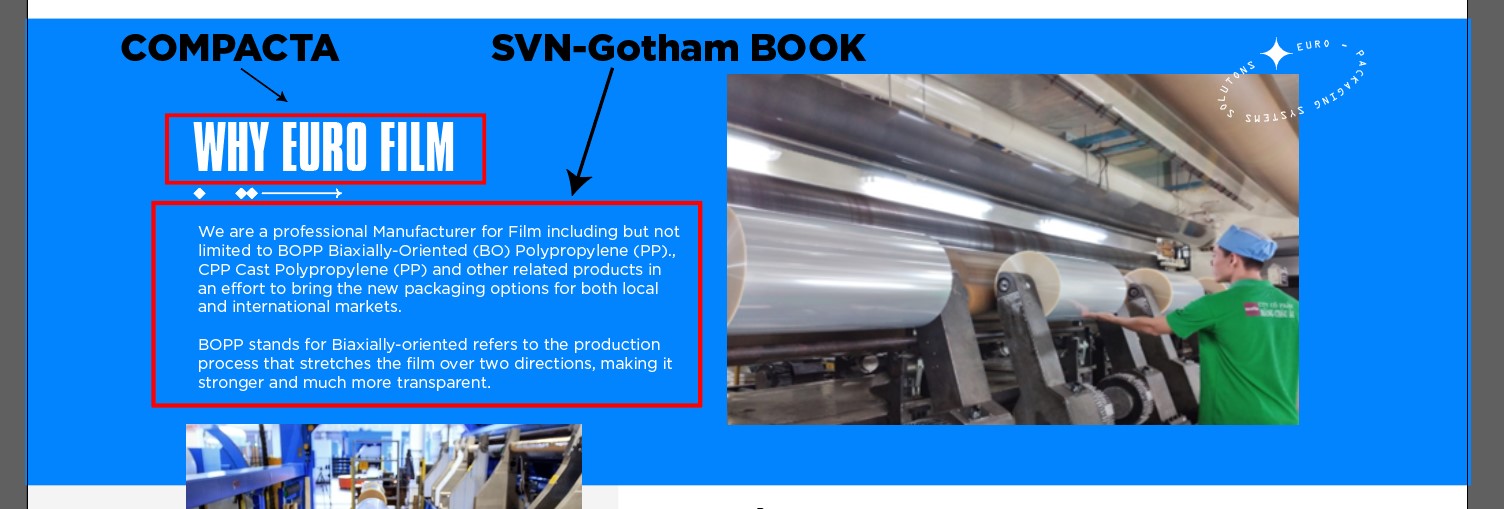 COMPACTA
SVN-Gotham BOOK
EURO - PACKAGING SYSTEMS SOLUTONS
WHY EURO FILM
We are a professional Manufacturer for Film including but not
limited to BOPP Biaxially-Oriented (BO) Polypropylene (PP).,
CPP Cast Polypropylene (PP) and other related products in
an effort to bring the new packaging options for both local
and international markets.
BOPP stands for Biaxially-oriented refers to the production
process that stretches the film over two directions, making it
stronger and much more transparent.